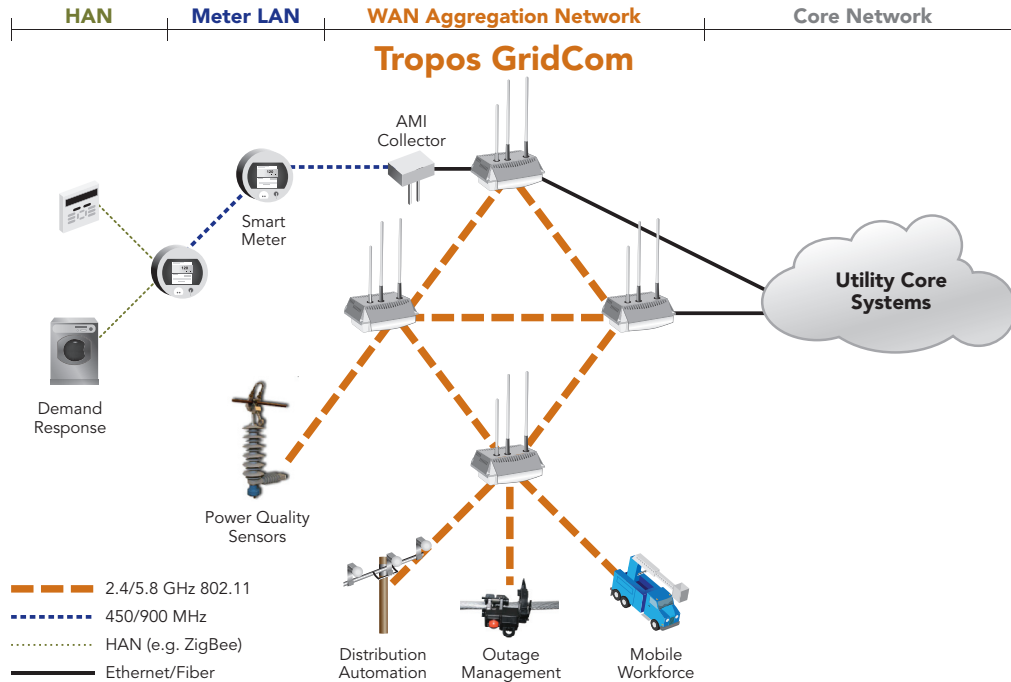 HAN
Meter LAN
WAN Aggregation Network
Core Network
Tropos GridCom
AMI
Collector
Smart
Meter
Utility Core
Systems
Demand
Response
Power Quality
Sensors
2.4/5.8 GHz 802.11
450/900 MHz
HAN (e.g. ZigBee)
Ethernet/Fiber
Distribution
Automation
Outage
Management
Mobile
Workforce